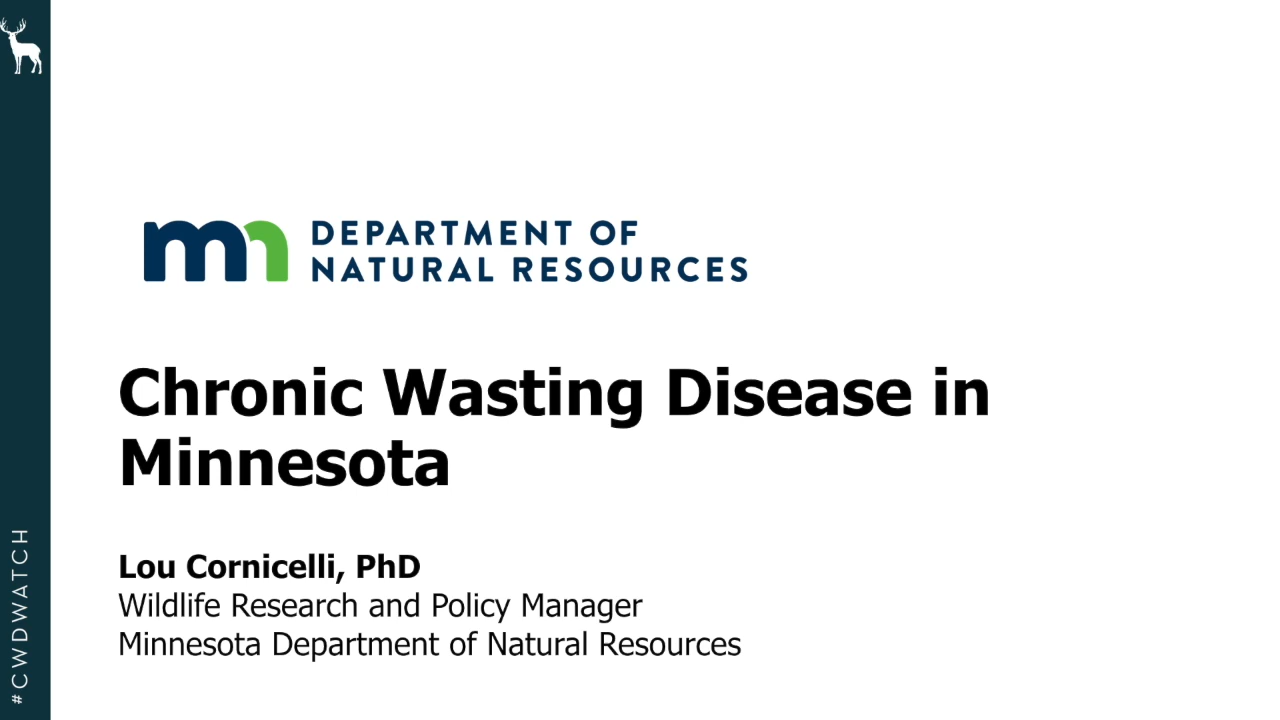 #CWDWATCH
mn DEPARTMENT OF
NATURAL RESOURCES
Chronic Wasting Disease in
Minnesota
Lou Cornicelli, PhD
Wildlife Research and Policy Manager
Minnesota Department of Natural Resources